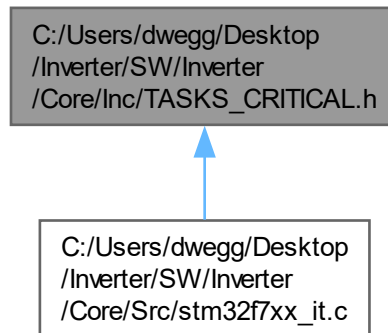 C:/Users/dwegg/Desktop
/Inverter/SW/Inverter
/Core/Inc/TASKS_CRITICAL.h
C:/Users/dwegg/Desktop
/Inverter/SW/Inverter
/Core/Src/stm32f7xx_it.c